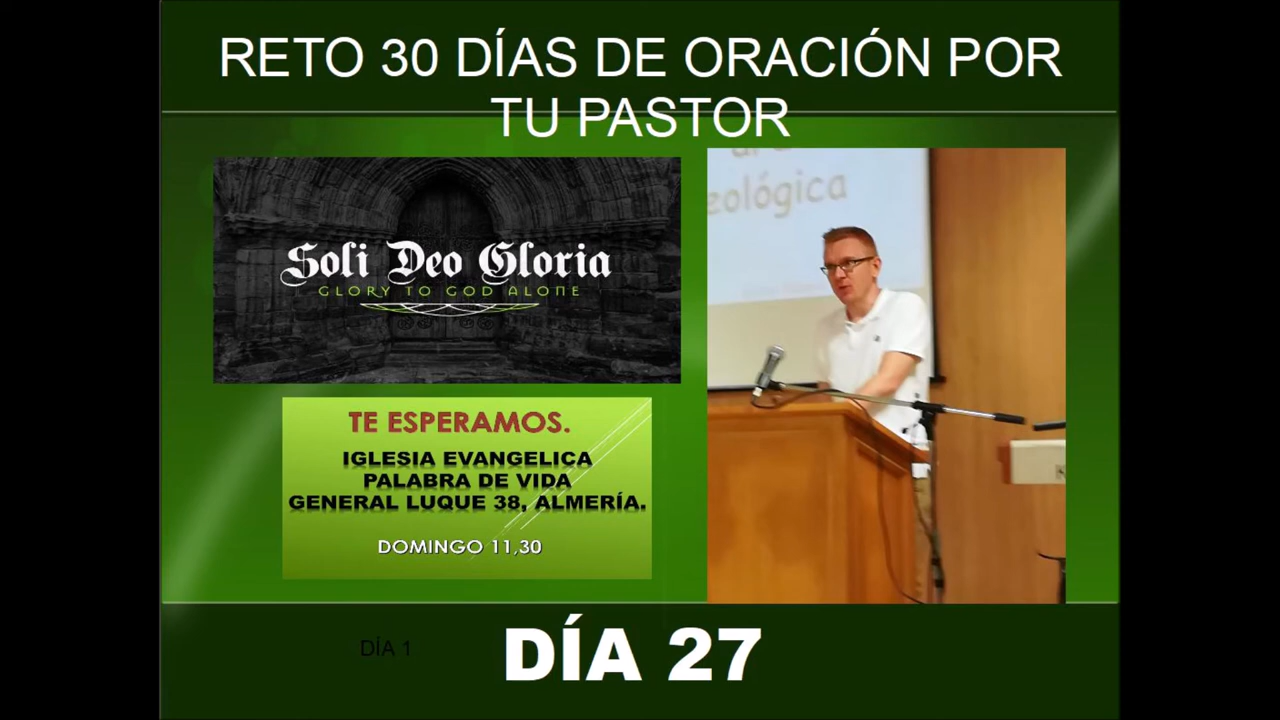 RETO 30 DÍAS DE ORACIÓN POR
TU PASTOR
Soli Deo Gloria
GLORY TO GOD ALONE
eológica
TE ESPERAMOS.
IGLESIA EVANGELICA
PALABRA DE VIDA
GENERAL LUQUE 38, ALMERÍA.
DOMINGO 11,30
DÍA 1
DÍA 27